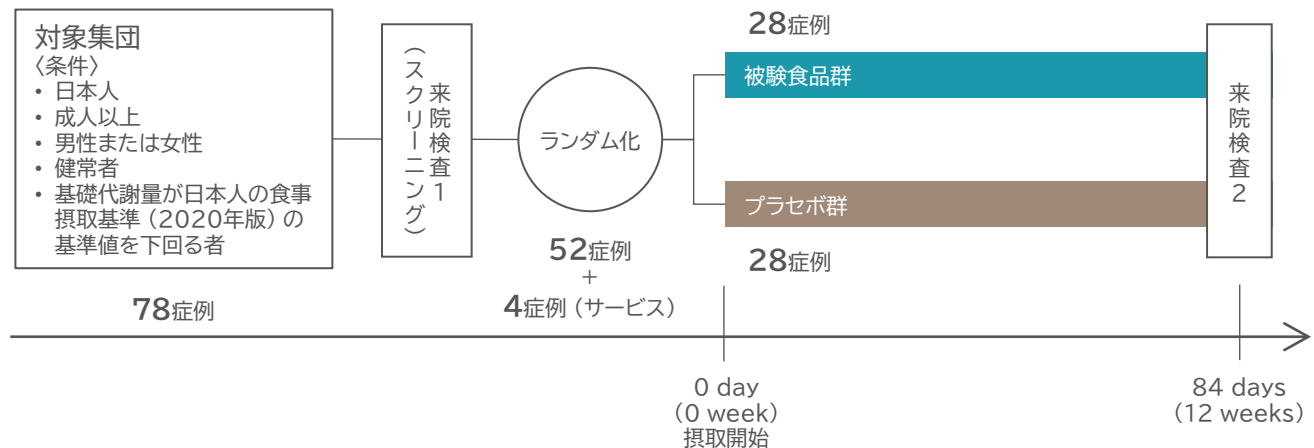 対象集団
〈条件〉
• 日本人
• 成人以上
• 男性または女性
• 健常者
• 基礎代謝量が日本人の食事
摂取基準（2020年版）の
基準値を下回る者
78症例
来院検査1
（スクリーニング）
ランダム化
52症例
+
4症例（サービス）
28症例
被験食品群
プラセボ群
28症例
来院検査2
0 day
(0 week)
摂取開始
84 days
(12 weeks)